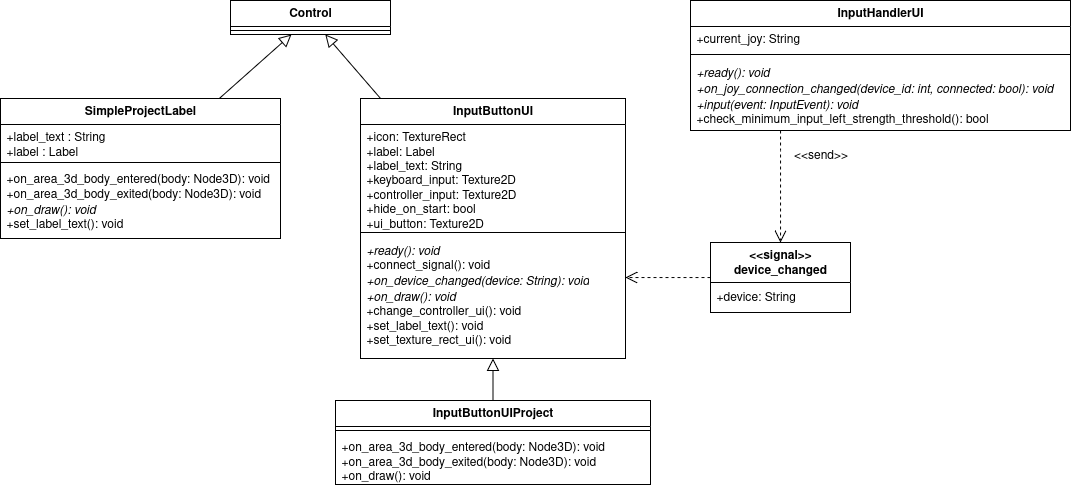 Control
InputHandlerUI
+current_joy: String
+ready(): void
+on_joy_connection_changed(device_id: int, connected: bool): void
+input(event: InputEvent): void
+check_minimum_input_left_strength_threshold(): bool
SimpleProjectLabel
+label_text : String
+label : Label
+on_area_3d_body_entered(body: Node3D): void
+on_area_3d_body_exited(body: Node3D): void
+on_draw(): void
+set_label_text(): void
InputButtonUI
+icon: TextureRect
+label: Label
+label_text: String
+keyboard_input: Texture2D
+controller_input: Texture2D
+hide_on_start: bool
+ui_button: Texture2D
+ready(): void
+connect_signal(): void
+on_device_changed(device: String): void
+on_draw(): void
+change_controller_ui(): void
+set_label_text(): void
+set_texture_rect_ui(): void
<<send>>
<<signal>>
device_changed
+device: String
InputButtonUIProject
+on_area_3d_body_entered(body: Node3D): void
+on_area_3d_body_exited(body: Node3D): void
+on_draw(): void